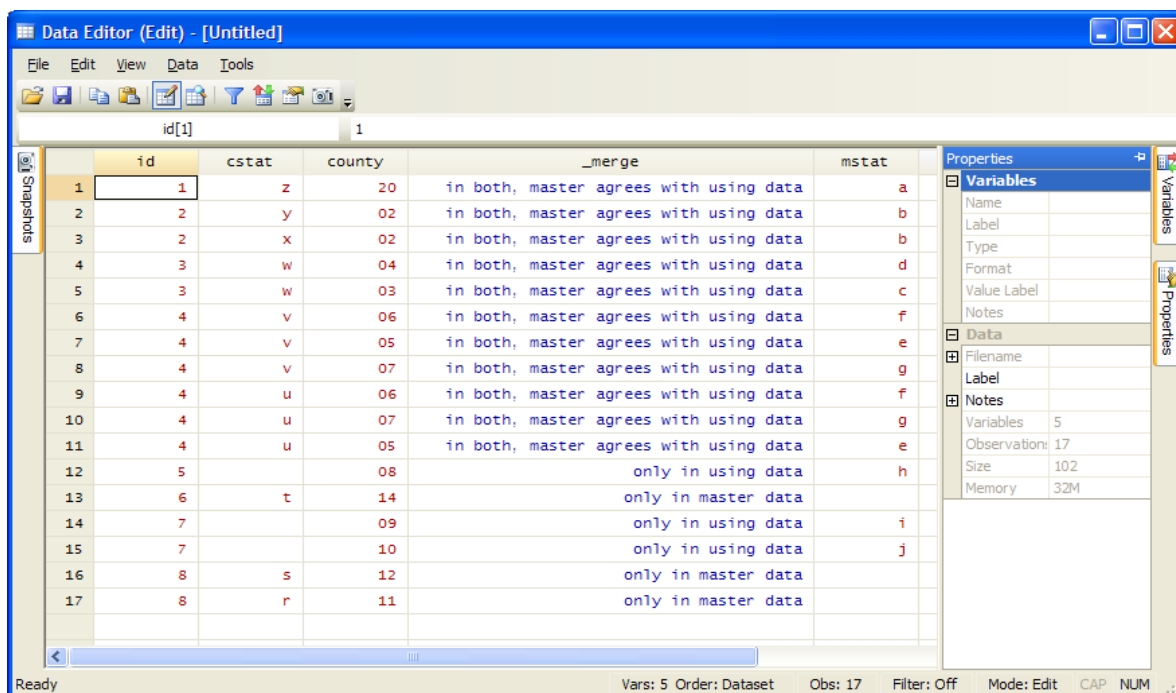 Data Editor (Edit) - [Untitled]
File Edit View Data Tools
id[1] 1
Snapshots
id cstat county _merge mstat
1 1 z 20 in both, master agrees with using data a
2 2 y 02 in both, master agrees with using data b
3 2 x 02 in both, master agrees with using data b
4 3 w 04 in both, master agrees with using data d
5 3 w 03 in both, master agrees with using data c
6 4 v 06 in both, master agrees with using data f
7 4 v 05 in both, master agrees with using data e
8 4 v 07 in both, master agrees with using data g
9 4 u 06 in both, master agrees with using data f
10 4 u 07 in both, master agrees with using data g
11 4 u 05 in both, master agrees with using data e
12 5 08 only in using data h
13 6 t 14 only in master data
14 7 09 only in using data i
15 7 10 only in using data j
16 8 s 12 only in master data
17 8 r 11 only in master data
Properties
Variables
Name
Label
Type
Format
Value Label
Notes
Data
Filename
Label
Notes
Variables 5
Observation: 17
Size 102
Memory 32M
Variables
Properties
Ready Vars: 5 Order: Dataset Obs: 17 Filter: Off Mode: Edit CAP NUM